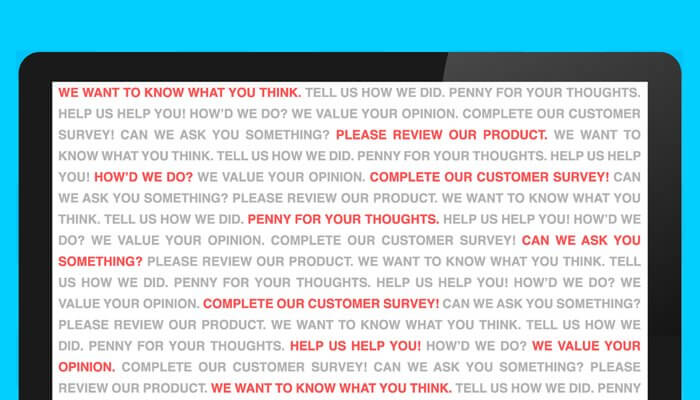 WE WANT TO KNOW WHAT YOU THINK. TELL US HOW WE DID. PENNY FOR YOUR THOUGHTS.
HELP US HELP YOU! HOW'D WE DO? WE VALUE YOUR OPINION. COMPLETE OUR CUSTOMER
SURVEY! CAN WE ASK YOU SOMETHING? PLEASE REVIEW OUR PRODUCT. WE WANT TO
KNOW WHAT YOU THINK. TELL US HOW WE DID. PENNY FOR YOUR THOUGHTS. HELP US HELP
YOU! HOW'D WE DO? WE VALUE YOUR OPINION. COMPLETE OUR CUSTOMER SURVEY! CAN
WE ASK YOU SOMETHING? PLEASE REVIEW OUR PRODUCT. WE WANT TO KNOW WHAT YOU
THINK. TELL US HOW WE DID. PENNY FOR YOUR THOUGHTS. HELP US HELP YOU! HOW'D WE
DO? WE VALUE YOUR OPINION. COMPLETE OUR CUSTOMER SURVEY! CAN WE ASK YOU
SOMETHING? PLEASE REVIEW OUR PRODUCT. WE WANT TO KNOW WHAT YOU THINK. TELL
US HOW WE DID. PENNY FOR YOUR THOUGHTS. HELP US HELP YOU! HOW'D WE DO? WE
VALUE YOUR OPINION. COMPLETE OUR CUSTOMER SURVEY! CAN WE ASK YOU SOMETHING?
PLEASE REVIEW OUR PRODUCT. WE WANT TO KNOW WHAT YOU THINK. TELL US HOW WE
DID. PENNY FOR YOUR THOUGHTS. HELP US HELP YOU! HOW'D WE DO? WE VALUE YOUR
OPINION. COMPLETE OUR CUSTOMER SURVEY! CAN WE ASK YOU SOMETHING? PLEASE
REVIEW OUR PRODUCT. WE WANT TO KNOW WHAT YOU THINK. TELL US HOW WE DID. PENNY